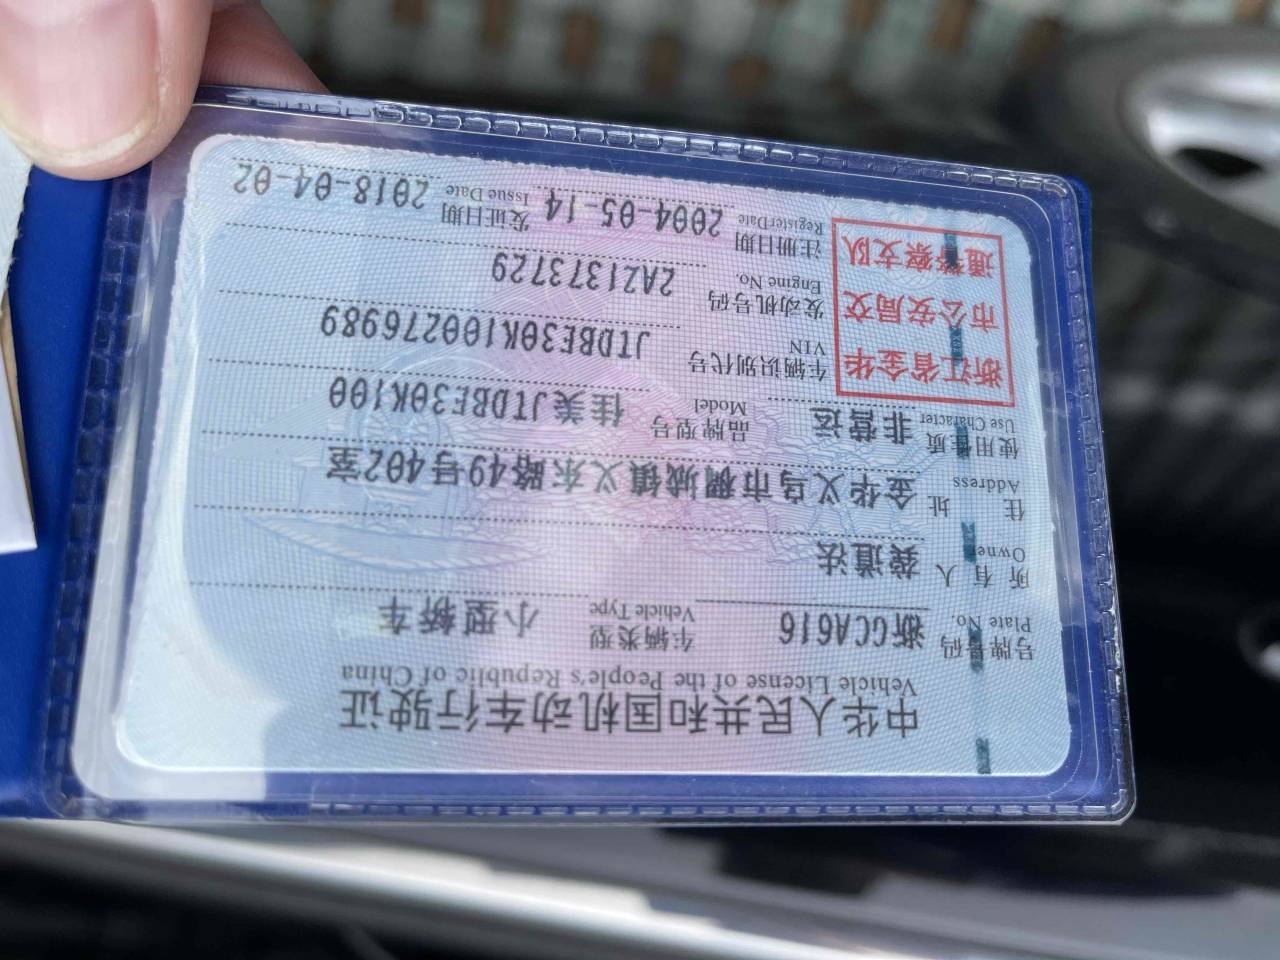 中华人民共和国机动车行驶证
Vehicle License of the People's Republic of China
号牌号码 浙GCA616 车辆类型 小型轿车
Plate No. Vehicle Type
所有人 龚道法
Owner
住址 金华义乌市稠城镇义东路49号402室
Address
使用性质 非营运 品牌型号 佳美JTDBE30K100
Use Character Model
浙江省金华
市公安局交
通警察支队
车辆识别代号 JTDBE30K100276989
VIN
发动机号码 2AZ1373729
Engine No.
注册日期 2004-05-14 发证日期 2018-04-02
RegisterDate Issue Date